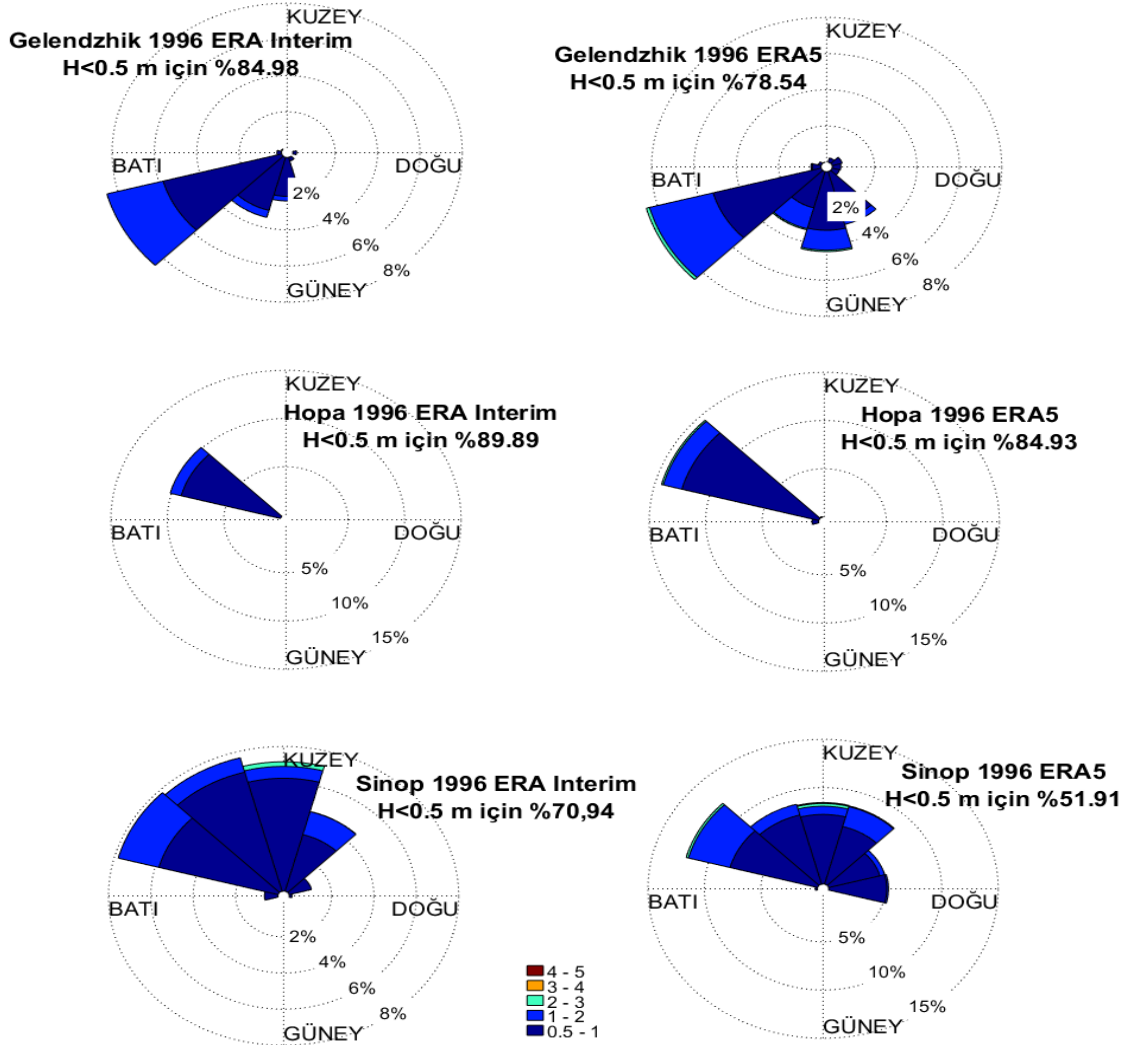 KUZEY
Gelendzhik 1996 ERA Interim
H<0.5 m için %84.98
BATI
DOĞU
2%
4%
6%
8%
GÜNEY
KUZEY
Gelendzhik 1996 ERA5
H<0.5 m için %78.54
BATI
DOĞU
2%
4%
6%
8%
GÜNEY
KUZEY
Hopa 1996 ERA Interim
H<0.5 m için %89.89
BATI
DOĞU
5%
10%
15%
GÜNEY
KUZEY
Hopa 1996 ERA5
H<0.5 m için %84.93
BATI
DOĞU
5%
10%
15%
GÜNEY
KUZEY
Sinop 1996 ERA Interim
H<0.5 m için %70,94
BATI
DOĞU
2%
4%
6%
8%
GÜNEY
KUZEY
Sinop 1996 ERA5
H<0.5 m için %51.91
BATI
DOĞU
5%
10%
15%
GÜNEY
4 - 5
3 - 4
2 - 3
1 - 2
0.5 - 1